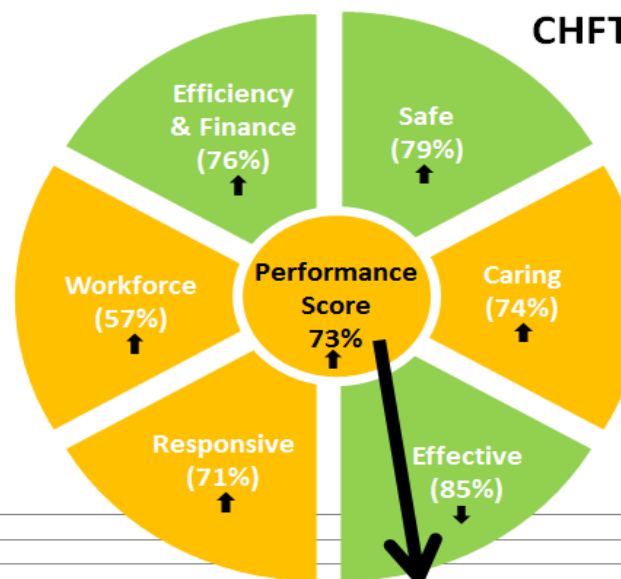 CHFT
Efficiency
& Finance
(76%)
Safe
(79%)
Workforce
(57%)
Performance
Score
73%
Caring
(74%)
Responsive
(71%)
Effective
(85%)